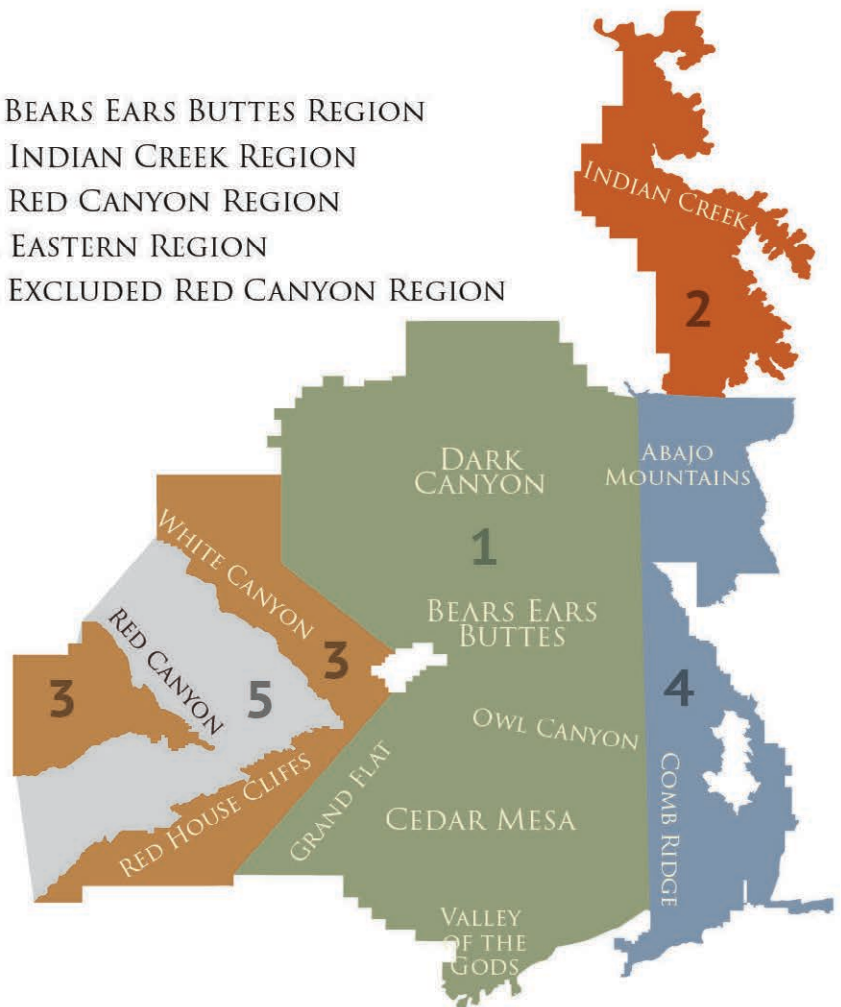 BEARS EARS BUTTES REGION
INDIAN CREEK REGION
RED CANYON REGION
EASTERN REGION
EXCLUDED RED CANYON REGION
INDIAN CREEK
2
ABAJO
MOUNTAINS
DARK
CANYON
1
WHITE CANYON
BEARS EARS
BUTTES
RED CANYON
3
5
3
4
OWL CANYON
COMB RIDGE
GRAND FLAT
RED HOUSE CLIFFS
CEDAR MESA
VALLEY
OF THE
GODS